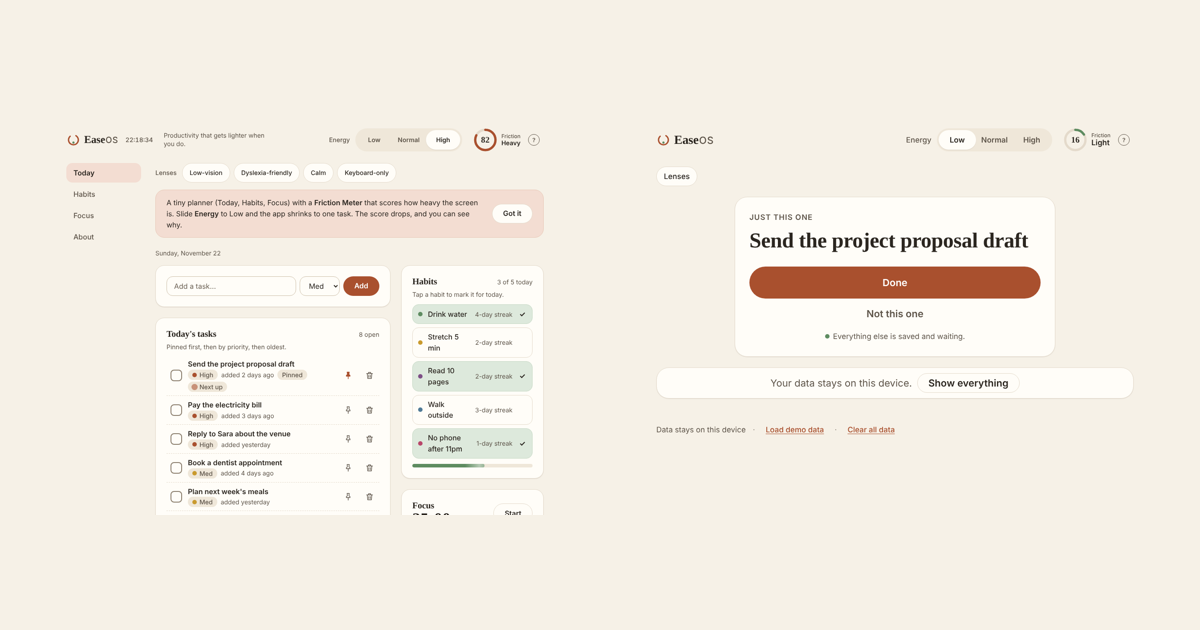 EaseOS 22:18:34 Productivity that gets lighter when
you do.
Energy Low Normal High
82 Friction
Heavy ?
Today
Habits
Focus
About
Lenses Low-vision Dyslexia-friendly Calm Keyboard-only
A tiny planner (Today, Habits, Focus) with a Friction Meter that scores how heavy the screen
is. Slide Energy to Low and the app shrinks to one task. The score drops, and you can see
why.
Got it
Sunday, November 22
Add a task... Med Add
Today's tasks 8 open
Pinned first, then by priority, then oldest.
Send the project proposal draft
High added 2 days ago Pinned
Next up
Pay the electricity bill
High added 3 days ago
Reply to Sara about the venue
High added yesterday
Book a dentist appointment
Med added 4 days ago
Plan next week's meals
Med added yesterday
Habits 3 of 5 today
Tap a habit to mark it for today.
Drink water 4-day streak
Stretch 5
min
2-day streak
Read 10
pages
2-day streak
Walk
outside
3-day streak
No phone
after 11pm
1-day streak
Focus
Start
EaseOS
Energy Low Normal High
16 Friction
Light ?
Lenses
JUST THIS ONE
Send the project proposal draft
Done
Not this one
Everything else is saved and waiting.
Your data stays on this device. Show everything
Data stays on this device · Load demo data · Clear all data